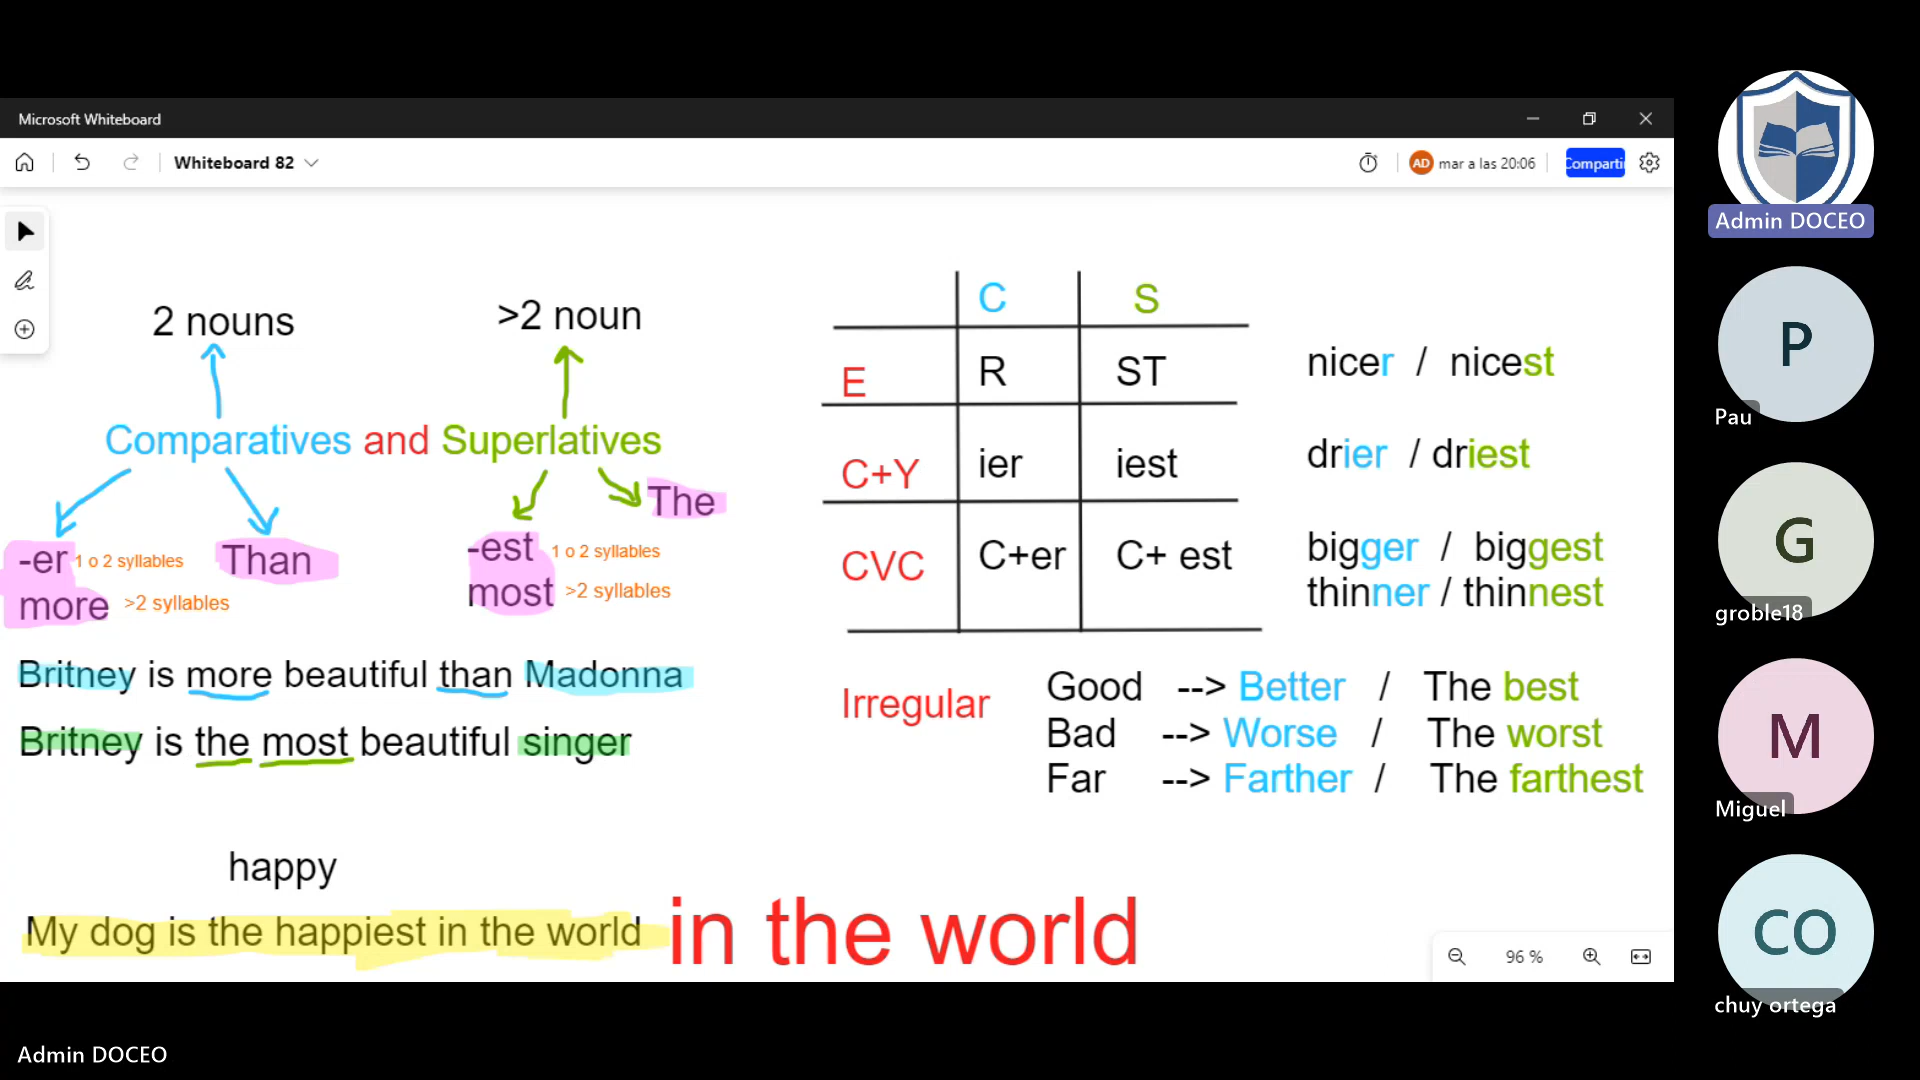 Microsoft Whiteboard
Whiteboard 82
AD mar a las 20:06 Comparti
2 nouns
>2 noun
Comparatives and Superlatives
The
-er 1 o 2 syllables
Than
more >2 syllables
-est 1 o 2 syllables
most >2 syllables
Britney is more beautiful than Madonna
Britney is the most beautiful singer
happy
My dog is the happiest in the world
in the world
C S
E R ST
nicer / nicest
C+Y ier iest
drier / driest
CVC C+er C+ est
bigger / biggest
thinner / thinnest
Irregular
Good --> Better / The best
Bad --> Worse / The worst
Far --> Farther / The farthest
96 %
Admin DOCEO
P
Pau
G
groble18
M
Miguel
CO
chuy ortega
Admin DOCEO